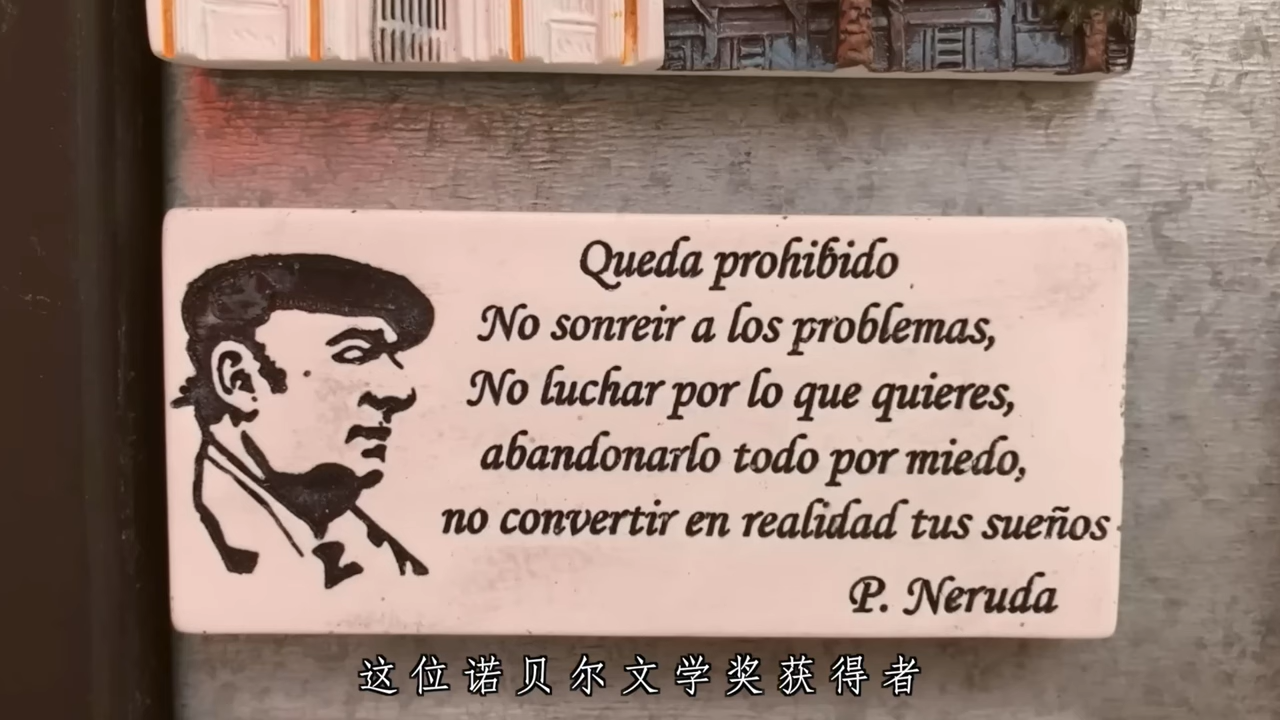 Queda prohibido
No sonreir a los problemas,
No luchar por lo que quieres,
abandonarlo todo por miedo,
no convertir en realidad tus sueños.
P. Neruda
这位诺贝尔文学奖获得者